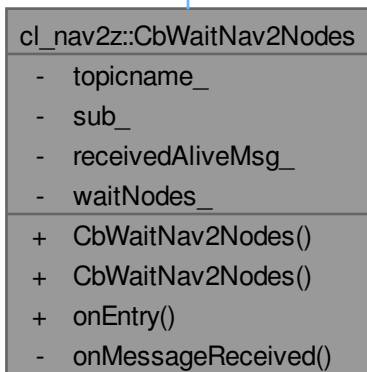 cl_nav2z::CbWaitNav2Nodes
- topicname_
- sub_
- receivedAliveMsg_
- waitNodes_
+ CbWaitNav2Nodes()
+ CbWaitNav2Nodes()
+ onEntry()
- onMessageReceived()